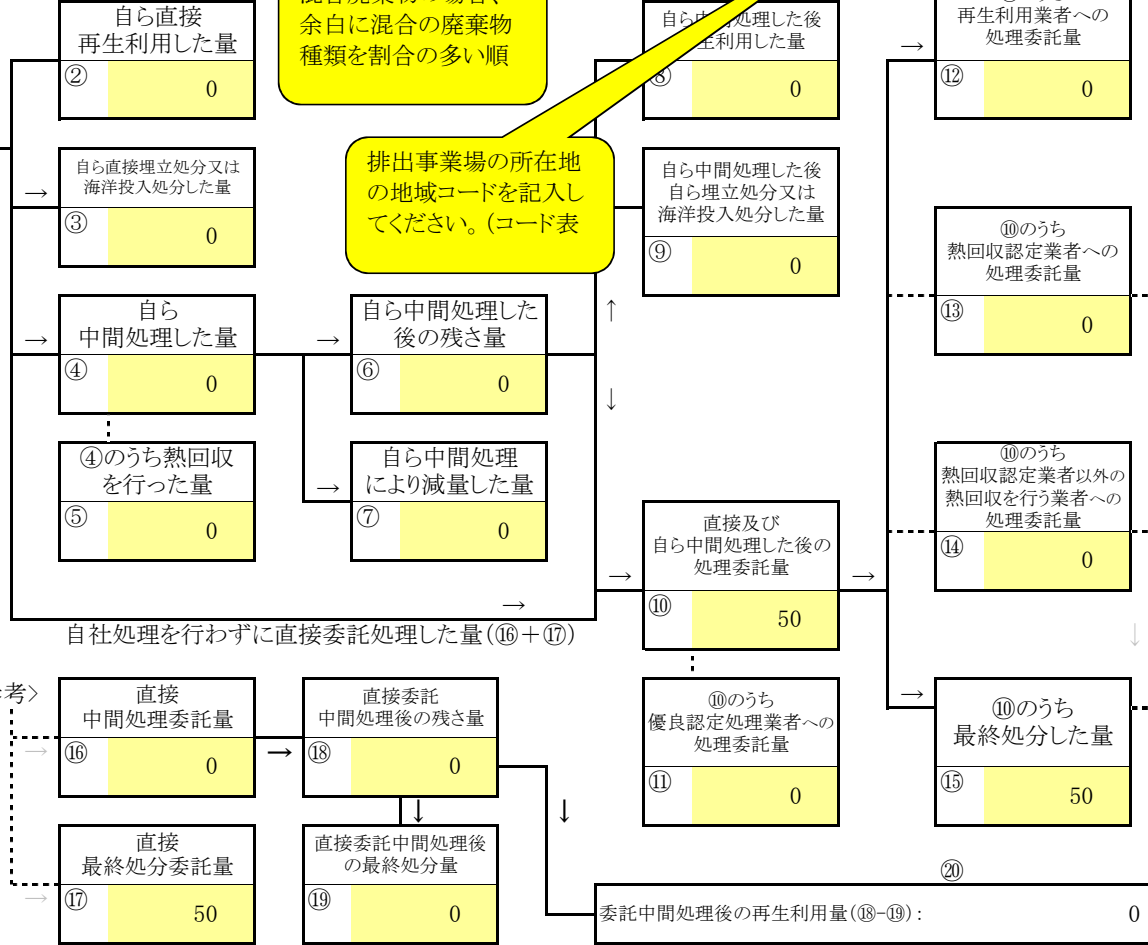 自ら直接
再生利用した量
②
0
混合廃棄物の場合、
余白に混合の廃棄物
種類を割合の多い順
自ら中間処理した後
生利用した量
⑧
0
→
再生利用業者への
処理委託量
⑫
0
→
自ら直接埋立処分又は
海洋投入処分した量
③
0
排出事業場の所在地
の地域コードを記入し
てください。(コード表
自ら中間処理した後
自ら埋立処分又は
海洋投入処分した量
⑨
0
⑩のうち
熱回収認定業者への
処理委託量
⑬
0
→
自ら
中間処理した量
④
0
→
自ら中間処理した
後の残さ量
⑥
0
↑
↓
④のうち熱回収
を行った量
⑤
0
→
自ら中間処理
により減量した量
⑦
0
→
直接及び
自ら中間処理した後の
処理委託量
⑩
50
→
⑩のうち
熱回収認定業者以外の
熱回収を行う業者への
処理委託量
⑭
0
→
自社処理を行わずに直接委託処理した量(⑯+⑰)
↓
考>
→
直接
中間処理委託量
⑯
0
→
直接委託
中間処理後の残さ量
⑱
0
⑩のうち
優良認定処理業者への
処理委託量
⑪
0
→
⑩のうち
最終処分した量
⑮
50
↓
↓
→
直接
最終処分委託量
⑰
50
直接委託中間処理後
の最終処分量
⑲
0
⑳
委託中間処理後の再生利用量(⑱-⑲):
0